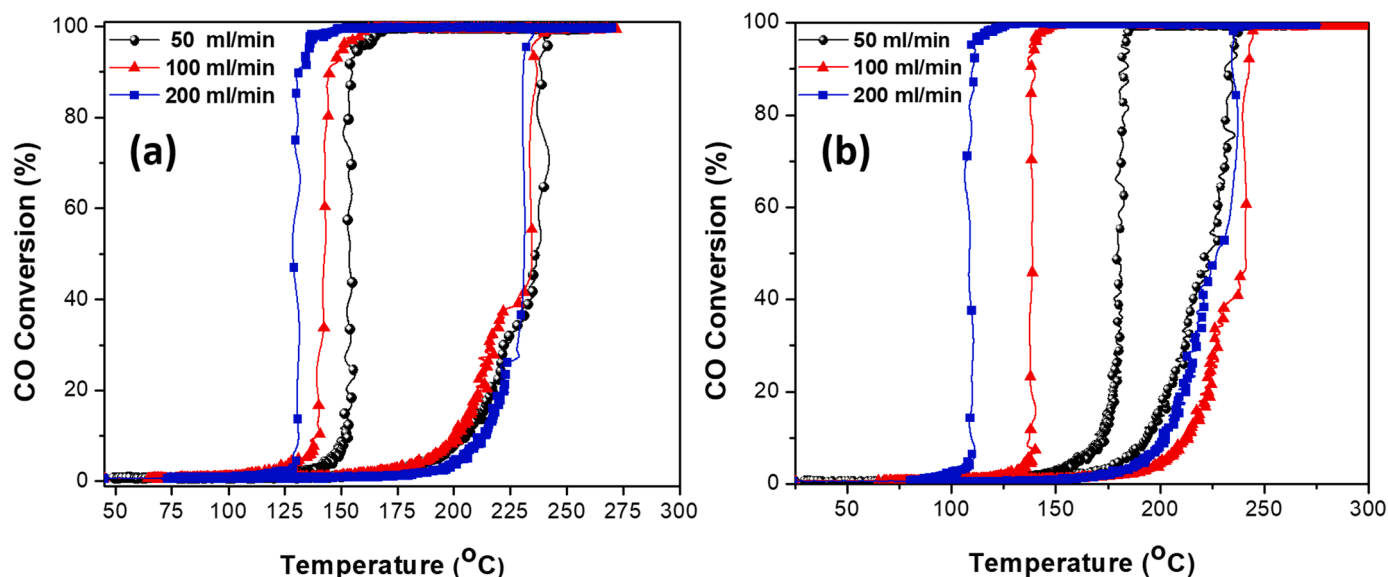 100
80
60
40
20
0
CO Conversion (%)
50 ml/min
100 ml/min
200 ml/min
(a)
50 75 100 125 150 175 200 225 250 275 300
Temperature (°C)
100
80
60
40
20
0
CO Conversion (%)
50 ml/min
100 ml/min
200 ml/min
(b)
50 100 150 200 250 300
Temperature (°C)